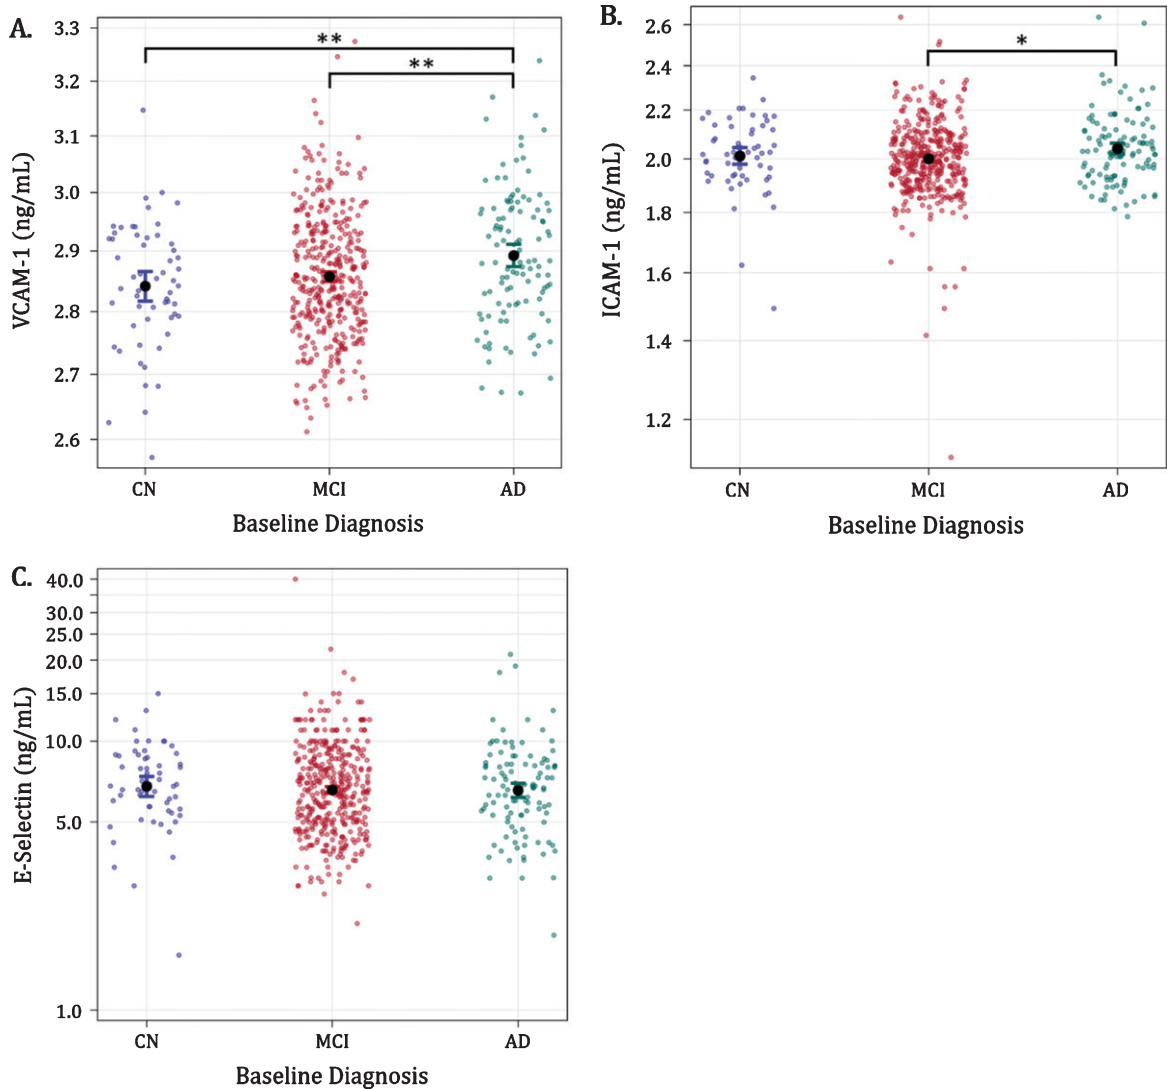 A.
VCAM-1 (ng/mL)
3.3
3.2
3.1
3.0
2.9
2.8
2.7
2.6
**
**
CN
MCI
AD
Baseline Diagnosis
B.
ICAM-1 (ng/mL)
2.6
2.4
2.2
2.0
1.8
1.6
1.4
1.2
*
CN
MCI
AD
Baseline Diagnosis
C.
E-Selectin (ng/mL)
40.0
30.0
25.0
20.0
15.0
10.0
5.0
1.0
CN
MCI
AD
Baseline Diagnosis